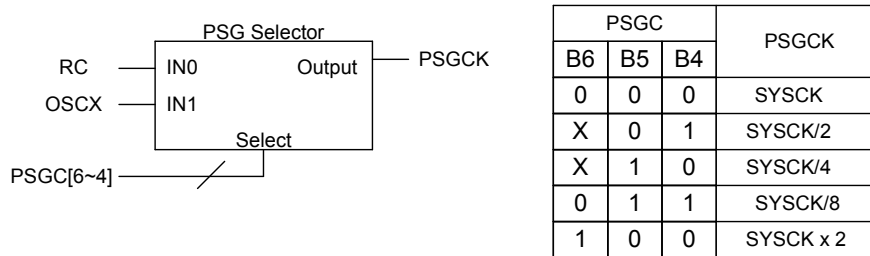 PSG Selector
RC
IN0
Output
PSGCK
OSCX
IN1
Select
PSGC[6~4]
PSGC PSGCK
B6 B5 B4
0 0 0 SYSCK
X 0 1 SYSCK/2
X 1 0 SYSCK/4
0 1 1 SYSCK/8
1 0 0 SYSCK x 2